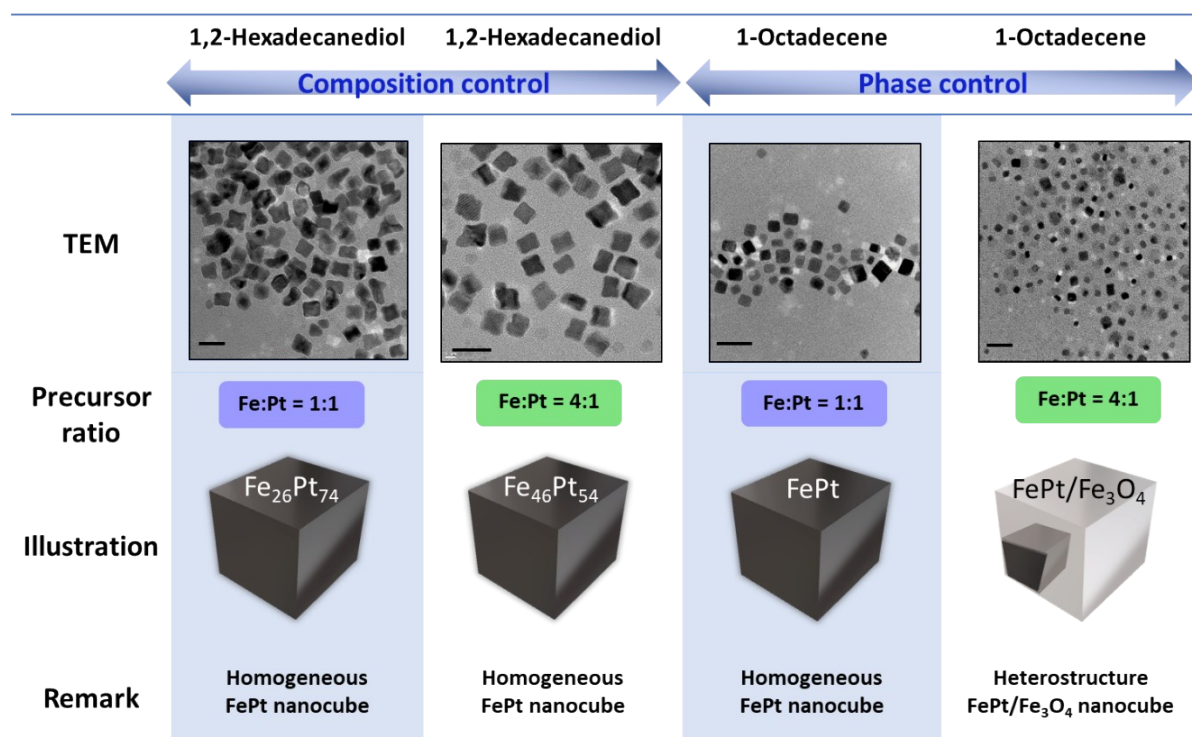 1,2-Hexadecanediol 1,2-Hexadecanediol 1-Octadecene 1-Octadecene
Composition control Phase control
TEM
Precursor
ratio
Fe:Pt = 1:1 Fe:Pt = 4:1 Fe:Pt = 1:1 Fe:Pt = 4:1
Illustration
Fe₂₆Pt₇₄ Fe₄₆Pt₅₄ FePt FePt/Fe₃O₄
Remark
Homogeneous
FePt nanocube
Homogeneous
FePt nanocube
Homogeneous
FePt nanocube
Heterostructure
FePt/Fe₃O₄ nanocube